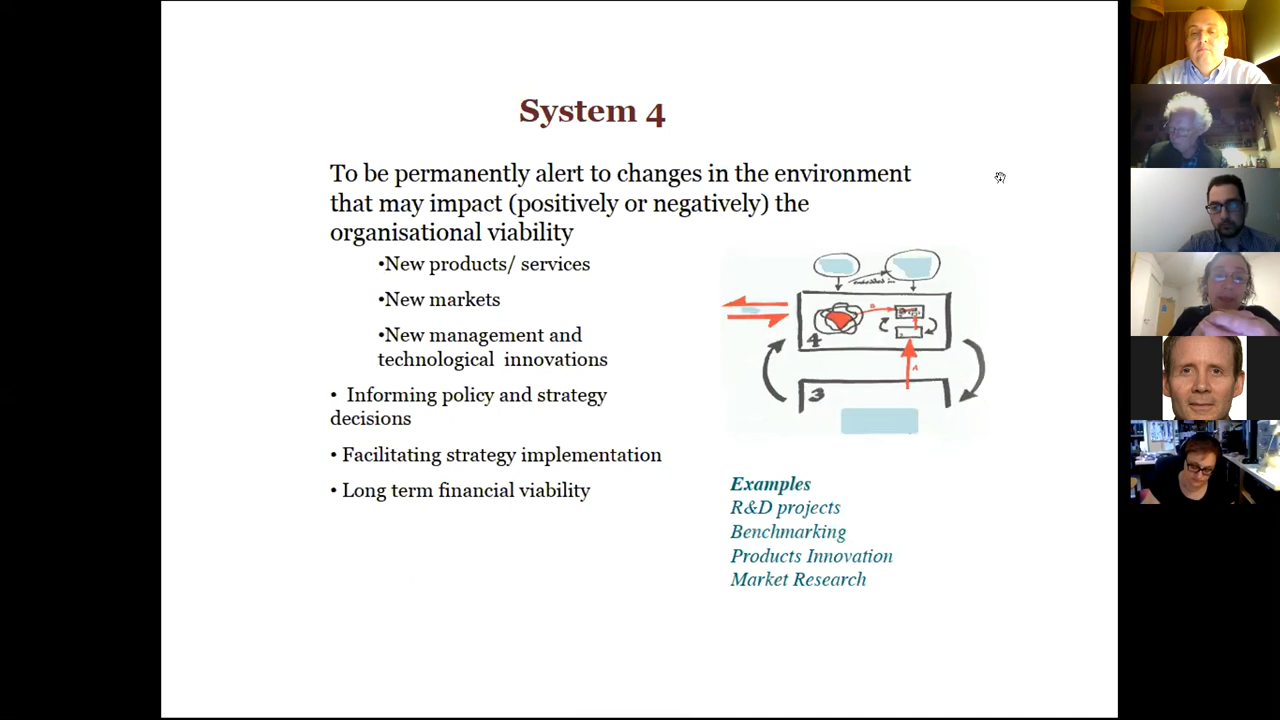 System 4
To be permanently alert to changes in the environment
that may impact (positively or negatively) the
organisational viability
•New products/ services
•New markets
•New management and
technological innovations
• Informing policy and strategy
decisions
• Facilitating strategy implementation
• Long term financial viability
embedded in
4
3
A
Examples
R&D projects
Benchmarking
Products Innovation
Market Research